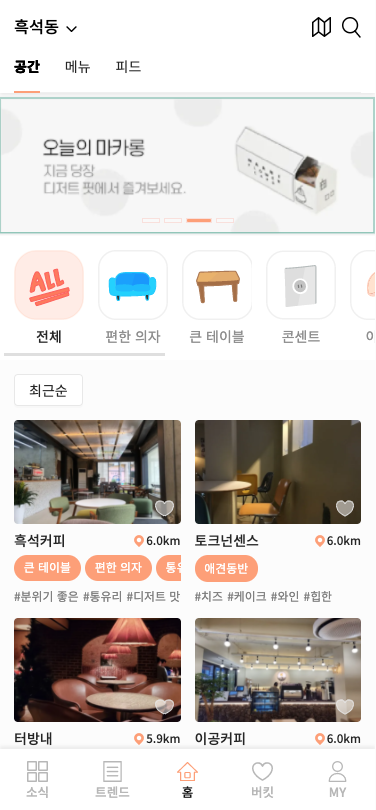 흑석동
공간 메뉴 피드
오늘의 마카롱
지금 당장
디저트 핏에서 즐겨보세요.
ALL
전체 편한 의자 큰 테이블 콘센트
최근순
흑석커피 6.0km
큰 테이블 편한 의자
#분위기 좋은 #통유리 #디저트 맛
토크넌센스 6.0km
애견동반
#치즈 #케이크 #와인 #힙한
터방내 5.9km
이공커피 6.0km
소식 트렌드 홈 버킷 MY